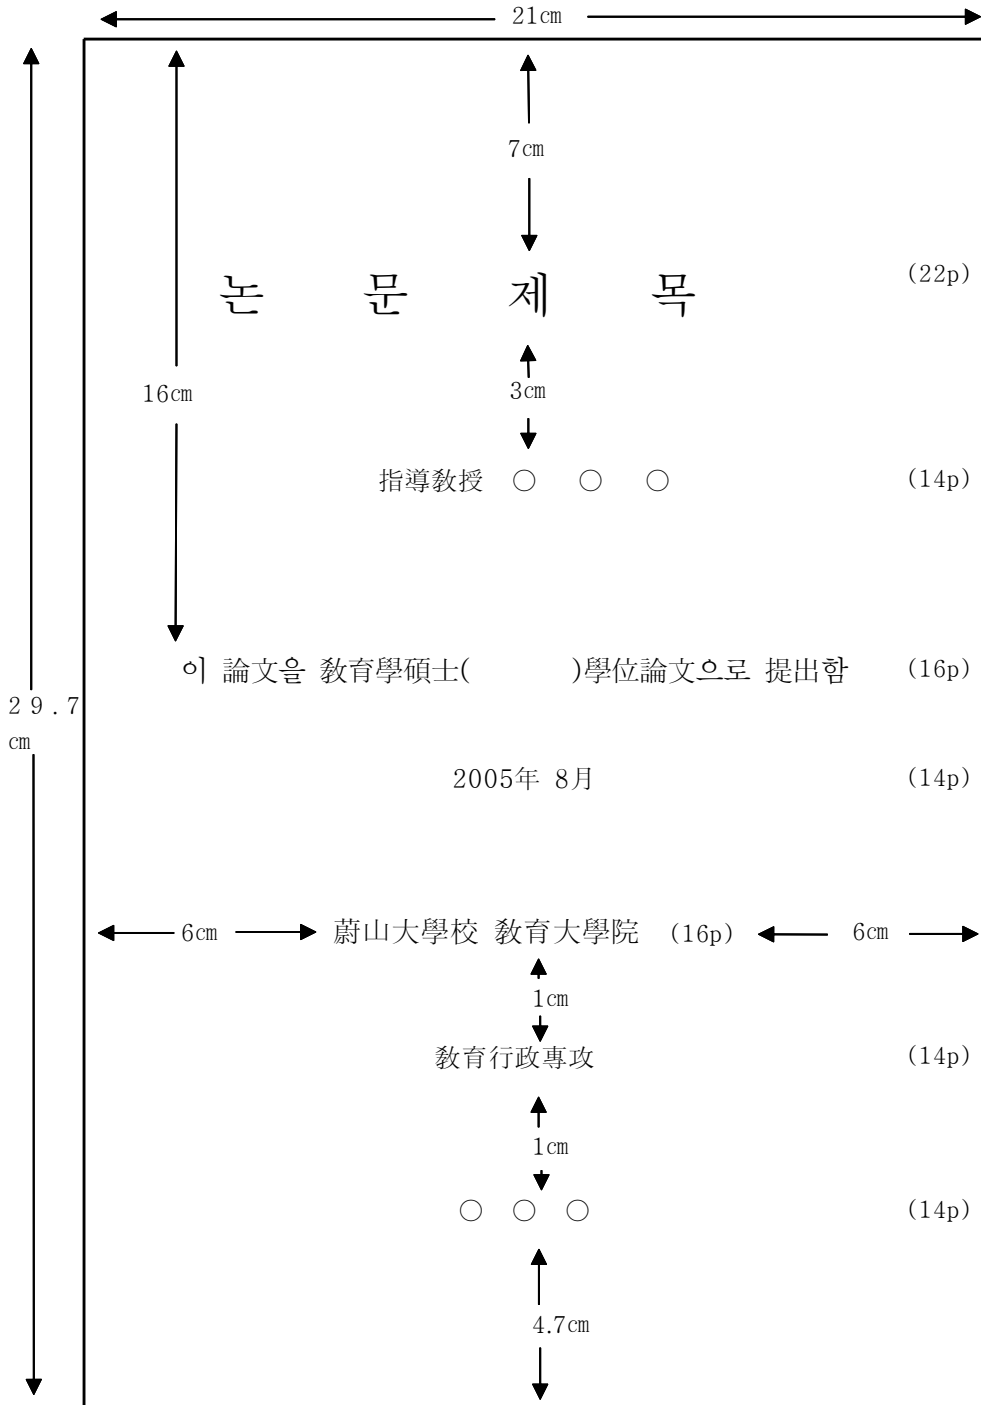 21㎝
7㎝
논 문 제 목 (22p)
16㎝
3㎝
指導敎授 ○ ○ ○ (14p)
이 論文을 敎育學碩士( )學位論文으로 提出함 (16p)
29.7
㎝
2005年 8月 (14p)
6㎝ 蔚山大學校 敎育大學院 (16p) 6㎝
1㎝
敎育行政專攻 (14p)
1㎝
○ ○ ○ (14p)
4.7㎝